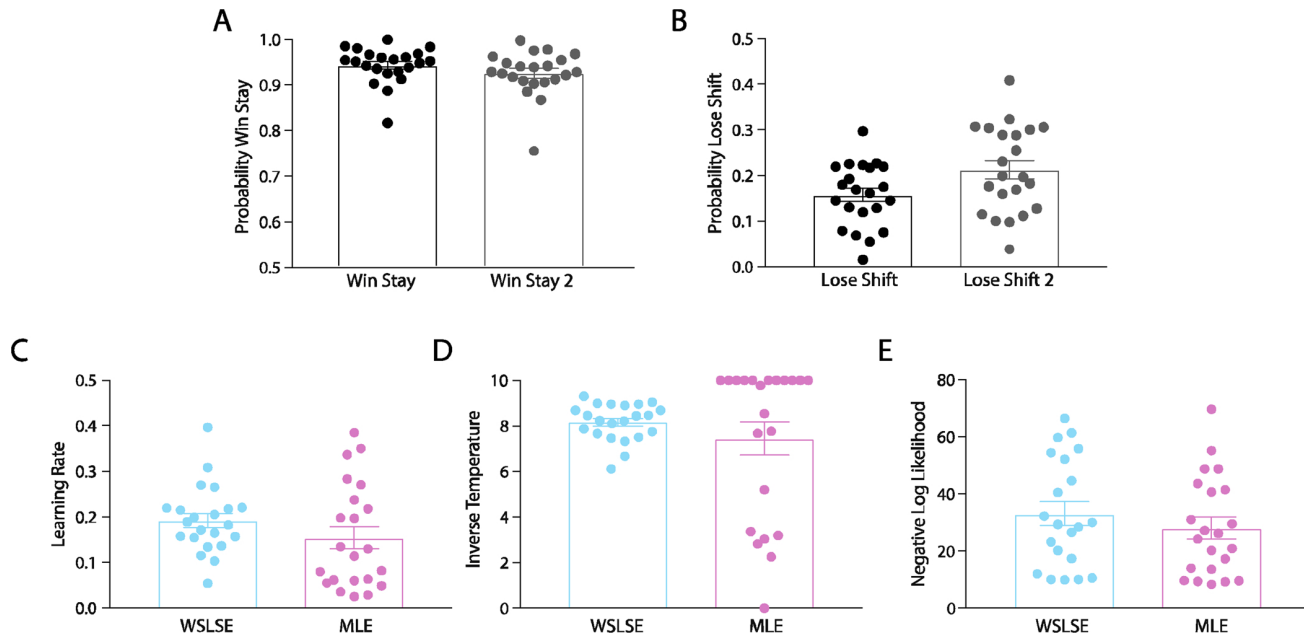 A
Probability Win Stay
1.0
0.9
0.9
0.8
0.6
0.5
Win Stay
Win Stay 2
B
Probability Lose Shift
0.5
0.4
0.3
0.2
0.1
0.0
Lose Shift
Lose Shift 2
C
Learning Rate
0.5
0.4
0.3
0.2
0.1
0.0
WSLSE
MLE
D
Inverse Temperature
10
8
6
4
2
0
WSLSE
MLE
E
Negative Log Likelihood
80
60
40
20
0
WSLSE
MLE